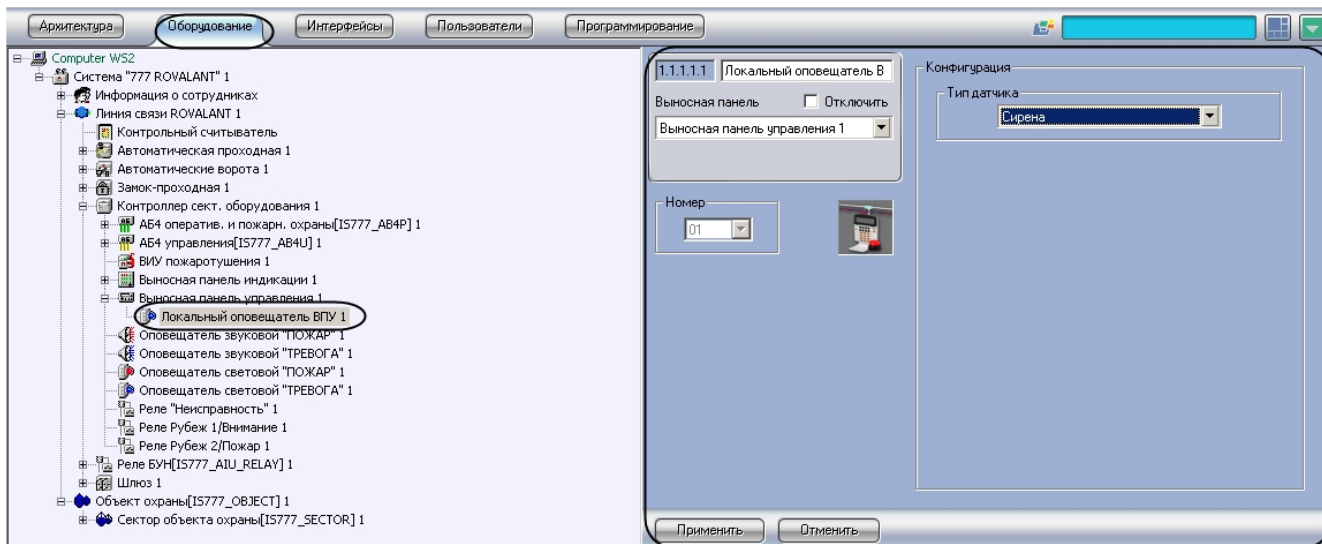 Архитектура Оборудование Интерфейсы Пользователи Программирование
Computer WS2
Система "777 ROVALANT" 1
Информация о сотрудниках
Линия связи ROVALANT 1
Контрольный считыватель
Автоматическая проходная 1
Автоматические ворота 1
Замок-проходная 1
Контроллер сект. оборудования 1
АБ4 оператив. и пожарн. охраны[IS777_AB4P] 1
АБ4 управления[IS777_AB4U] 1
ВИУ пожаротушения 1
Выносная панель индикации 1
Выносная панель управления 1
Локальный оповещатель ВПУ 1
Оповещатель звуковой "ПОЖАР" 1
Оповещатель звуковой "ТРЕВОГА" 1
Оповещатель световой "ПОЖАР" 1
Оповещатель световой "ТРЕВОГА" 1
Реле "Неисправность" 1
Реле Рубеж 1/Внимание 1
Реле Рубеж 2/Пожар 1
Реле БУН[IS777_AIU_RELAY] 1
Шлюз 1
Объект охраны[IS777_OBJECT] 1
Сектор объекта охраны[IS777_SECTOR] 1
1.1.1.1.1 Локальный оповещатель В
Выносная панель Отключить
Выносная панель управления 1
Номер
01
Конфигурация
Тип датчика
Сирена
Применить Отменить